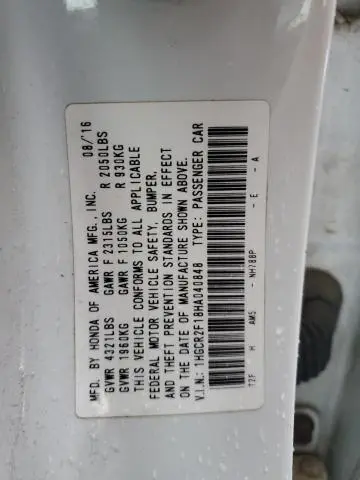 MFD. BY HONDA OF AMERICA MFG., INC. 08/'16
GVWR 4321LBS GAWR F 2315LBS R 2050LBS
GVWR 1960KG GAWR F 1050KG R 930KG
THIS VEHICLE CONFORMS TO ALL APPLICABLE
FEDERAL MOTOR VEHICLE SAFETY, BUMPER,
AND THEFT PREVENTION STANDARDS IN EFFECT
ON THE DATE OF MANUFACTURE SHOWN ABOVE.
V.I.N.: 1HGCR2F18HA040848 TYPE: PASSENGER CAR
T2F H AM5 - NH788P - E - A